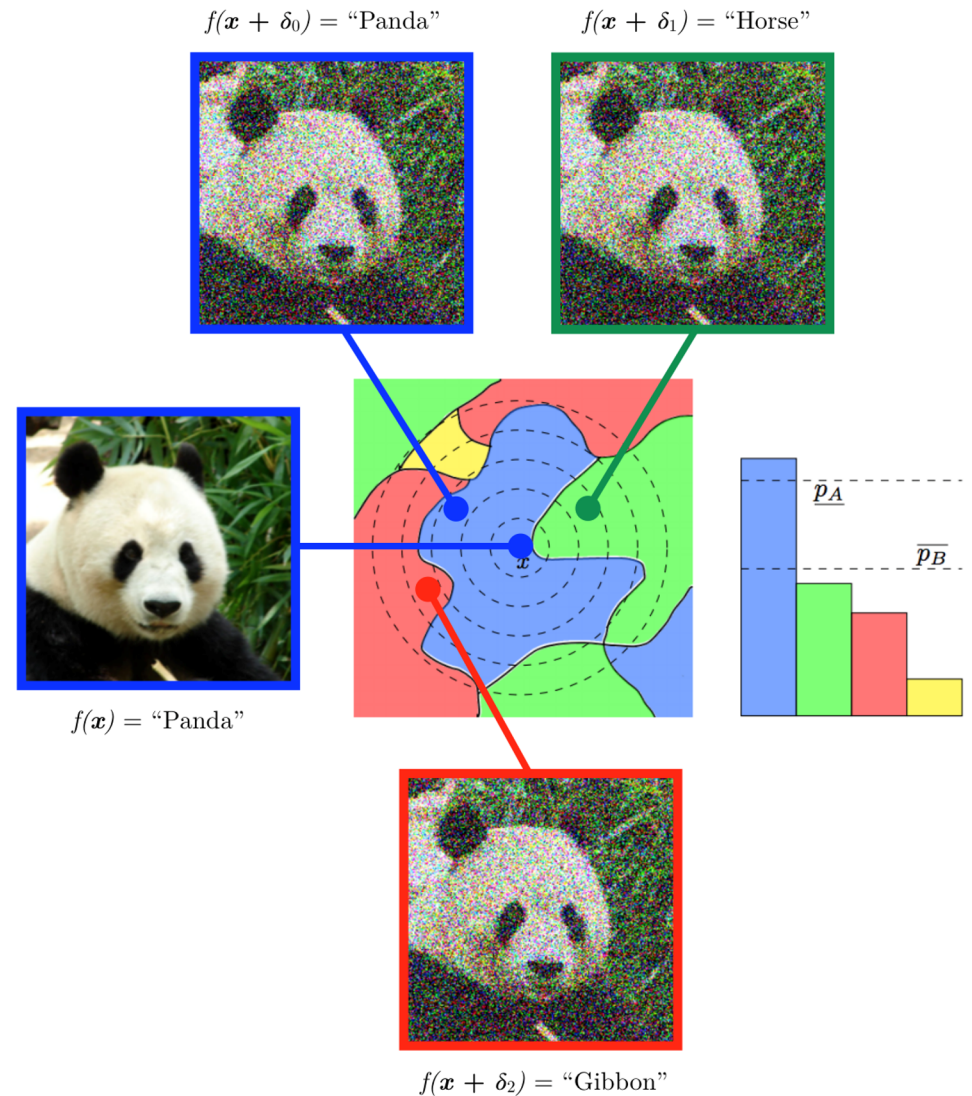 f(x + δ₀) = “Panda”
f(x + δ₁) = “Horse”
x
p_A
p_B
f(x) = “Panda”
f(x + δ₂) = “Gibbon”